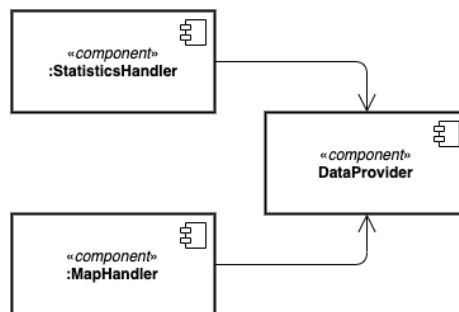 «component»
:StatisticsHandler
«component»
DataProvider
«component»
:MapHandler